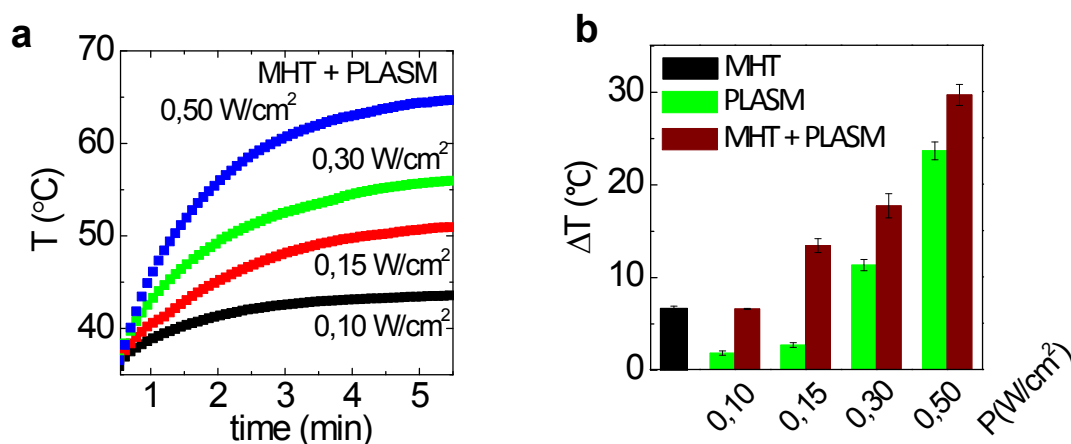 a
MHT + PLASM
0,50 W/cm²
0,30 W/cm²
0,15 W/cm²
0,10 W/cm²
T (°C)
70
60
50
40
1 2 3 4 5
time (min)
b
MHT
PLASM
MHT + PLASM
ΔT (°C)
30
20
10
0
0,10 0,15 0,30 0,50 P(W/cm²)